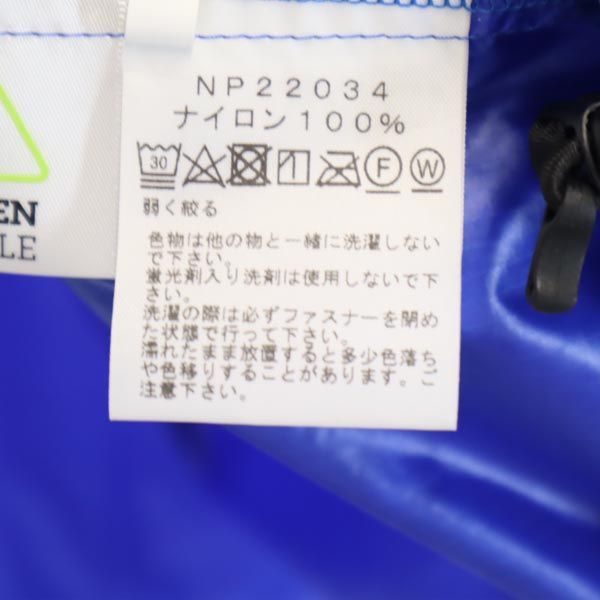 NP22034
ナイロン100%
30 F W
弱く絞る
色物は他の物と一緒に洗濯しない
で下さい。
蛍光剤入り洗剤は使用しないで下
さい。
洗濯の際は必ずファスナーを閉め
た状態で行って下さい。
濡れたまま放置すると多少色落ち
や色移りすることがあります。ご
注意下さい。
EN
LE